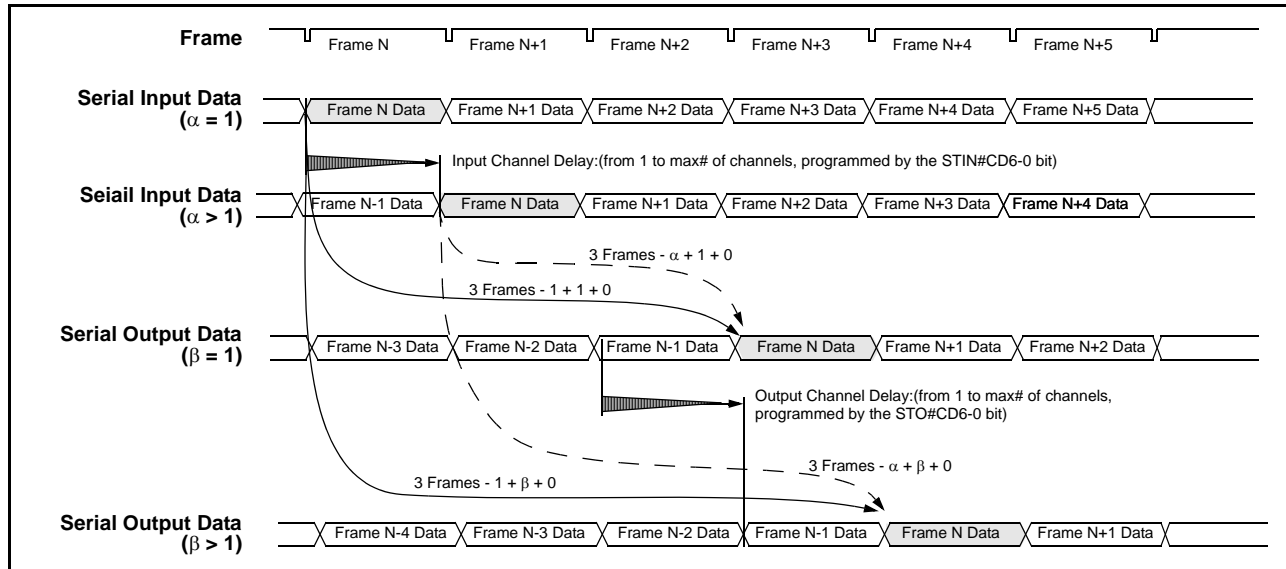 Frame
Frame N Frame N+1 Frame N+2 Frame N+3 Frame N+4 Frame N+5
Serial Input Data
(α = 1)
Frame N Data Frame N+1 Data Frame N+2 Data Frame N+3 Data Frame N+4 Data Frame N+5 Data
Input Channel Delay:(from 1 to max# of channels, programmed by the STIN#CD6-0 bit)
Seiail Input Data
(α > 1)
Frame N-1 Data Frame N Data Frame N+1 Data Frame N+2 Data Frame N+3 Data Frame N+4 Data
3 Frames - α + 1 + 0
3 Frames - 1 + 1 + 0
Serial Output Data
(β = 1)
Frame N-3 Data Frame N-2 Data Frame N-1 Data Frame N Data Frame N+1 Data Frame N+2 Data
Output Channel Delay:(from 1 to max# of channels,
programmed by the STO#CD6-0 bit)
3 Frames - α + β + 0
3 Frames - 1 + β + 0
Serial Output Data
(β > 1)
Frame N-4 Data Frame N-3 Data Frame N-2 Data Frame N-1 Data Frame N Data Frame N+1 Data